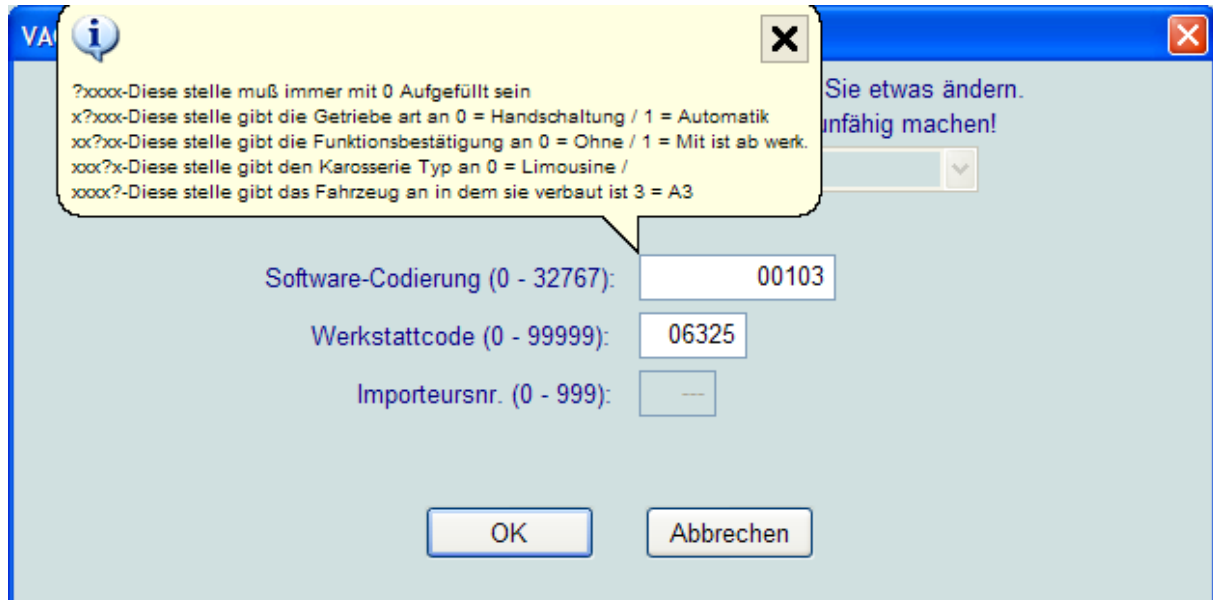 VA
?xxxx-Diese stelle muß immer mit 0 Aufgefüllt sein
x?xxx-Diese stelle gibt die Getriebe art an 0 = Handschaltung / 1 = Automatik
xx?xx-Diese stelle gibt die Funktionsbestätigung an 0 = Ohne / 1 = Mit ist ab werk.
xxx?x-Diese stelle gibt den Karosserie Typ an 0 = Limousine /
xxxx?-Diese stelle gibt das Fahrzeug an in dem sie verbaut ist 3 = A3
Sie etwas ändern.
unfähig machen!
Software-Codierung (0 - 32767): 00103
Werkstattcode (0 - 99999): 06325
Importeursnr. (0 - 999): ---
OK Abbrechen